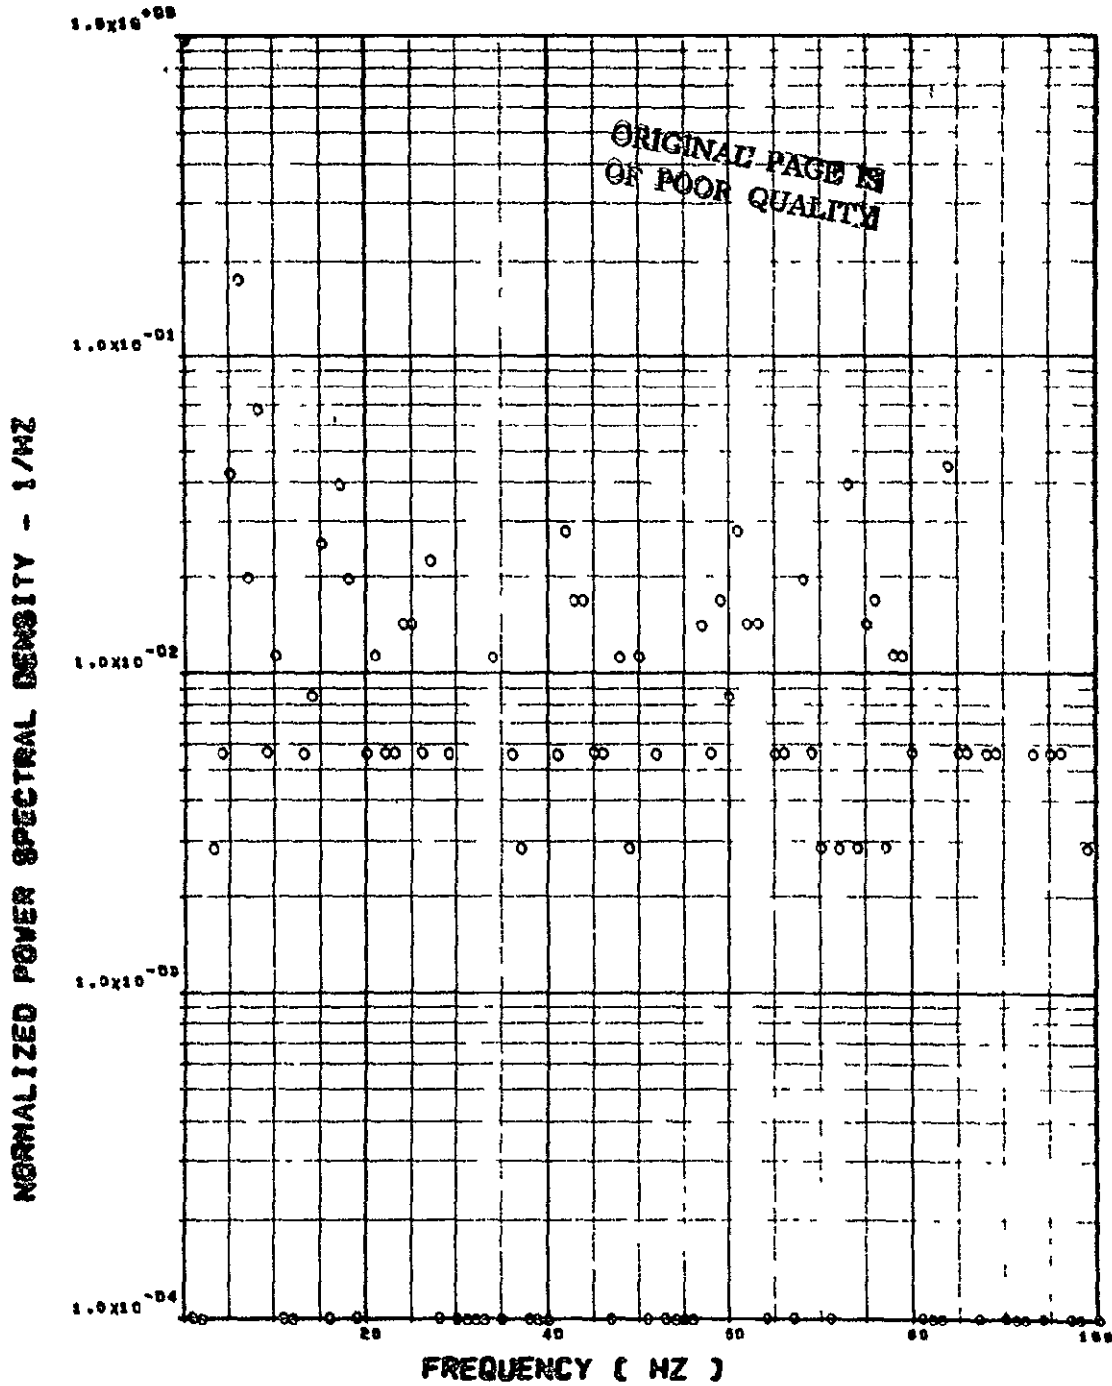 1.0X10+00
ORIGINAL PAGE IS
OF POOR QUALITY
1.0X10-01
1.0X10-02
1.0X10-03
1.0X10-04
NORMALIZED POWER SPECTRAL DENSITY - 1/HZ
20 40 60 80 100
FREQUENCY ( HZ )